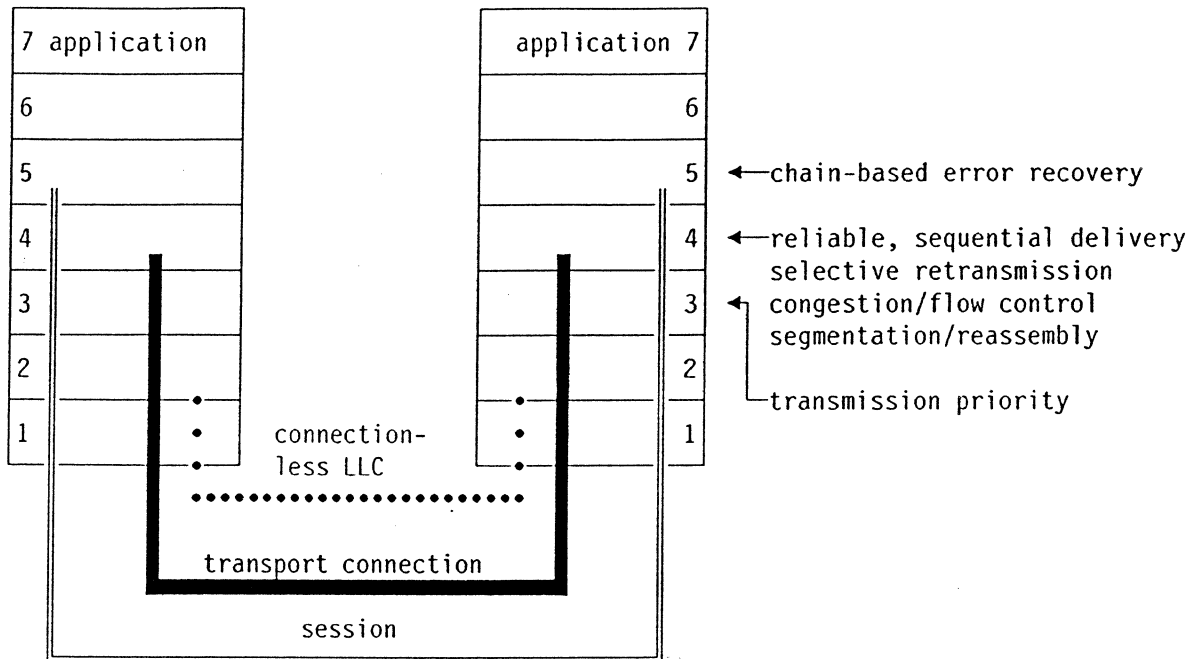 7 application
application 7
6
6
5
5
chain-based error recovery
4
4
reliable, sequential delivery
selective retransmission
3
3
congestion/flow control
segmentation/reassembly
2
2
transmission priority
1
1
connection-
less LLC
transport connection
session